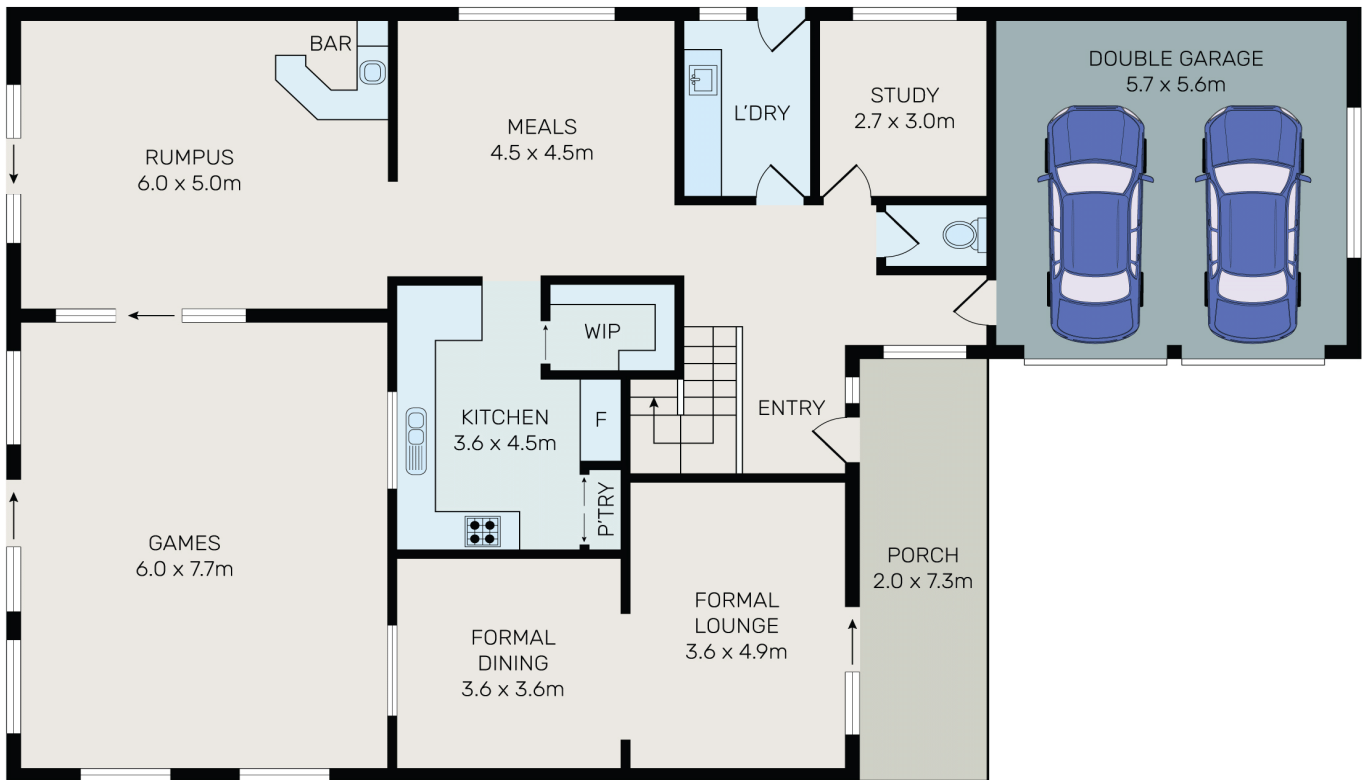 BAR
RUMPUS
6.0 x 5.0m
MEALS
4.5 x 4.5m
L'DRY
STUDY
2.7 x 3.0m
DOUBLE GARAGE
5.7 x 5.6m
WIP
KITCHEN
3.6 x 4.5m
F
P'TRY
ENTRY
GAMES
6.0 x 7.7m
FORMAL
DINING
3.6 x 3.6m
FORMAL
LOUNGE
3.6 x 4.9m
PORCH
2.0 x 7.3m